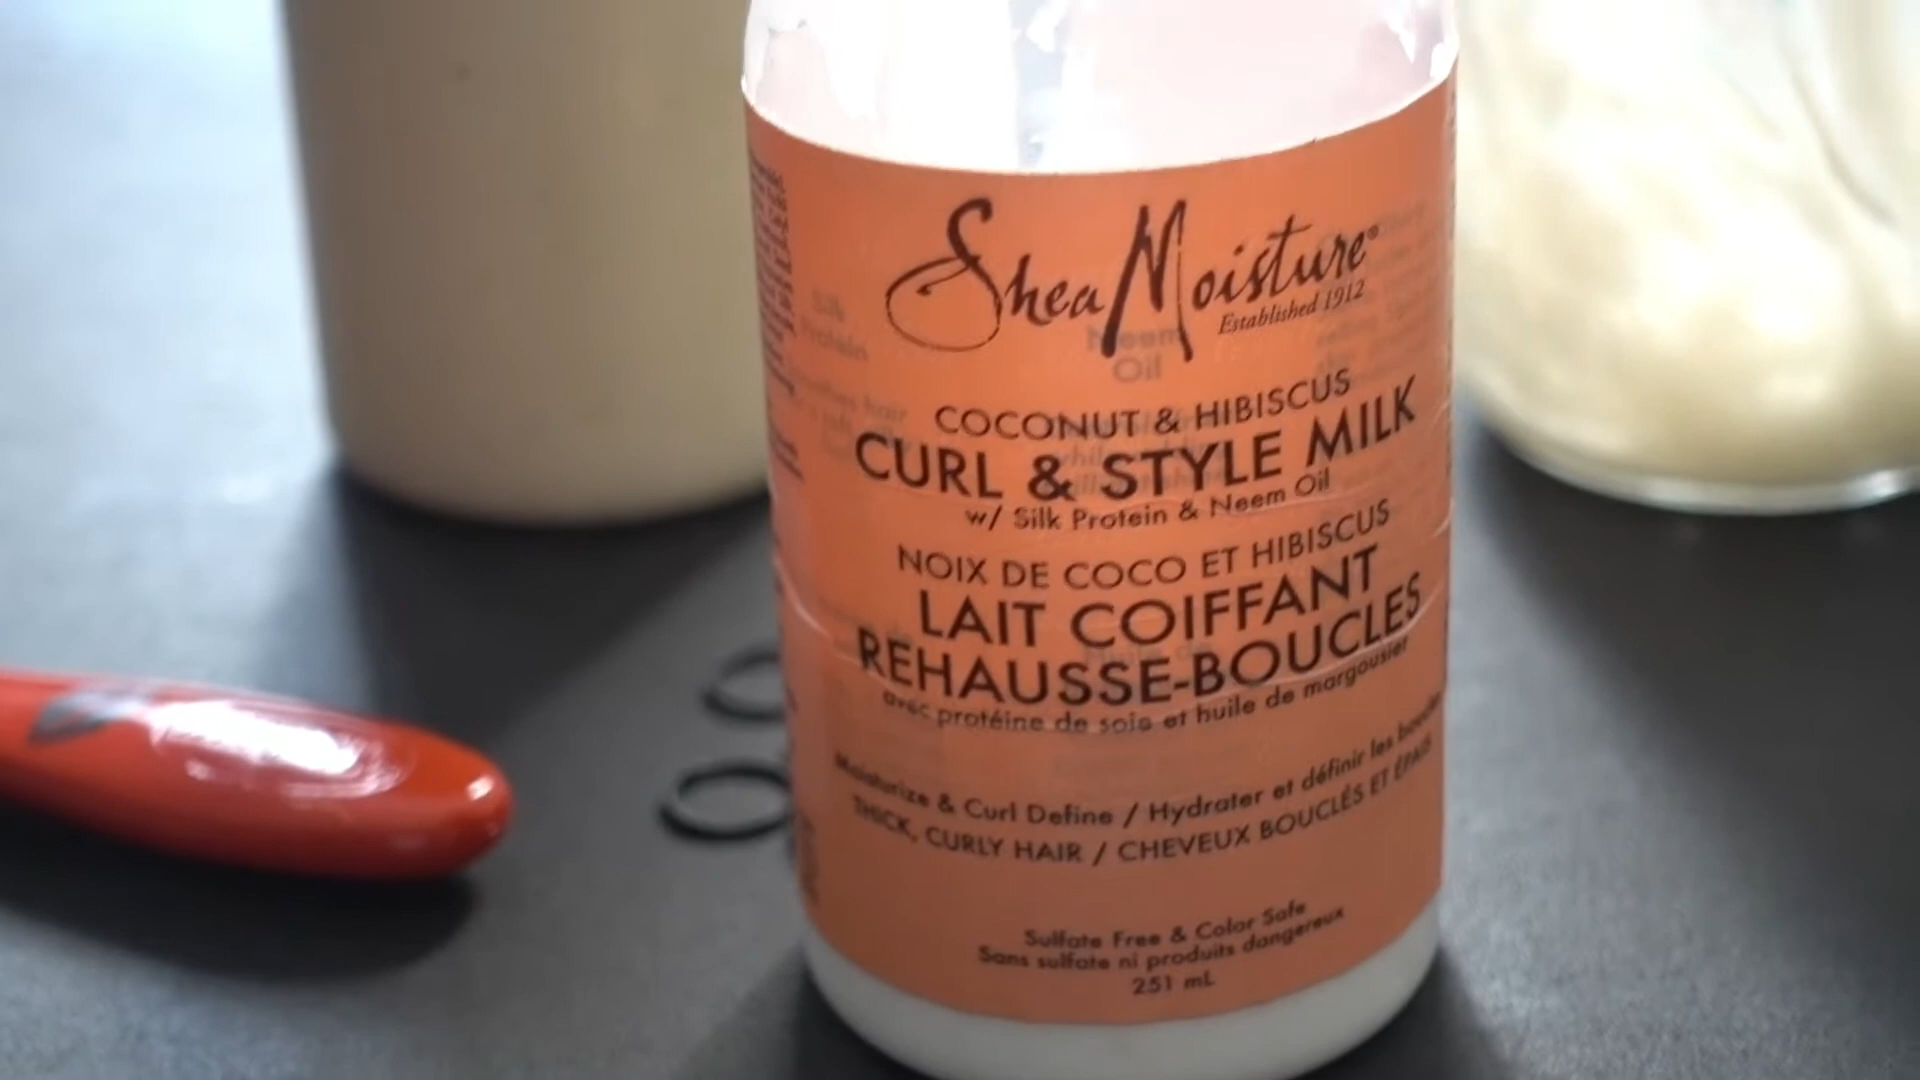 SheaMoisture®
Established 1912
COCONUT & HIBISCUS
CURL & STYLE MILK
w/ Silk Protein & Neem Oil
NOIX DE COCO ET HIBISCUS
LAIT COIFFANT
REHAUSSE-BOUCLES
avec protéine de soie et huile de margousier
Moisturize & Curl Define / Hydrater et définir les boucles
THICK, CURLY HAIR / CHEVEUX BOUCLÉS ET ÉPAIS
Sulfate Free & Color Safe
Sans sulfate ni produits dangereux
251 mL
Neem
Oil